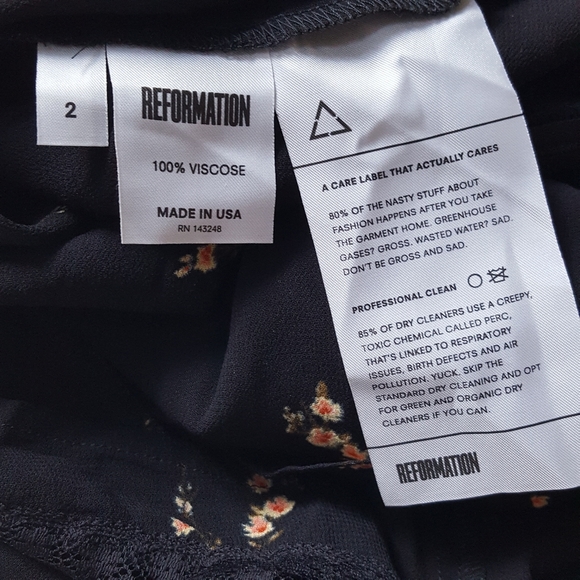 2
REFORMATION
100% VISCOSE
MADE IN USA
RN 143248
A CARE LABEL THAT ACTUALLY CARES
80% OF THE NASTY STUFF ABOUT
FASHION HAPPENS AFTER YOU TAKE
THE GARMENT HOME. GREENHOUSE
GASES? GROSS. WASTED WATER? SAD.
DON'T BE GROSS AND SAD.
PROFESSIONAL CLEAN
85% OF DRY CLEANERS USE A CREEPY,
TOXIC CHEMICAL CALLED PERC,
THAT'S LINKED TO RESPIRATORY
ISSUES, BIRTH DEFECTS AND AIR
POLLUTION. YUCK. SKIP THE
STANDARD DRY CLEANING AND OPT
FOR GREEN AND ORGANIC DRY
CLEANERS IF YOU CAN.
REFORMATION